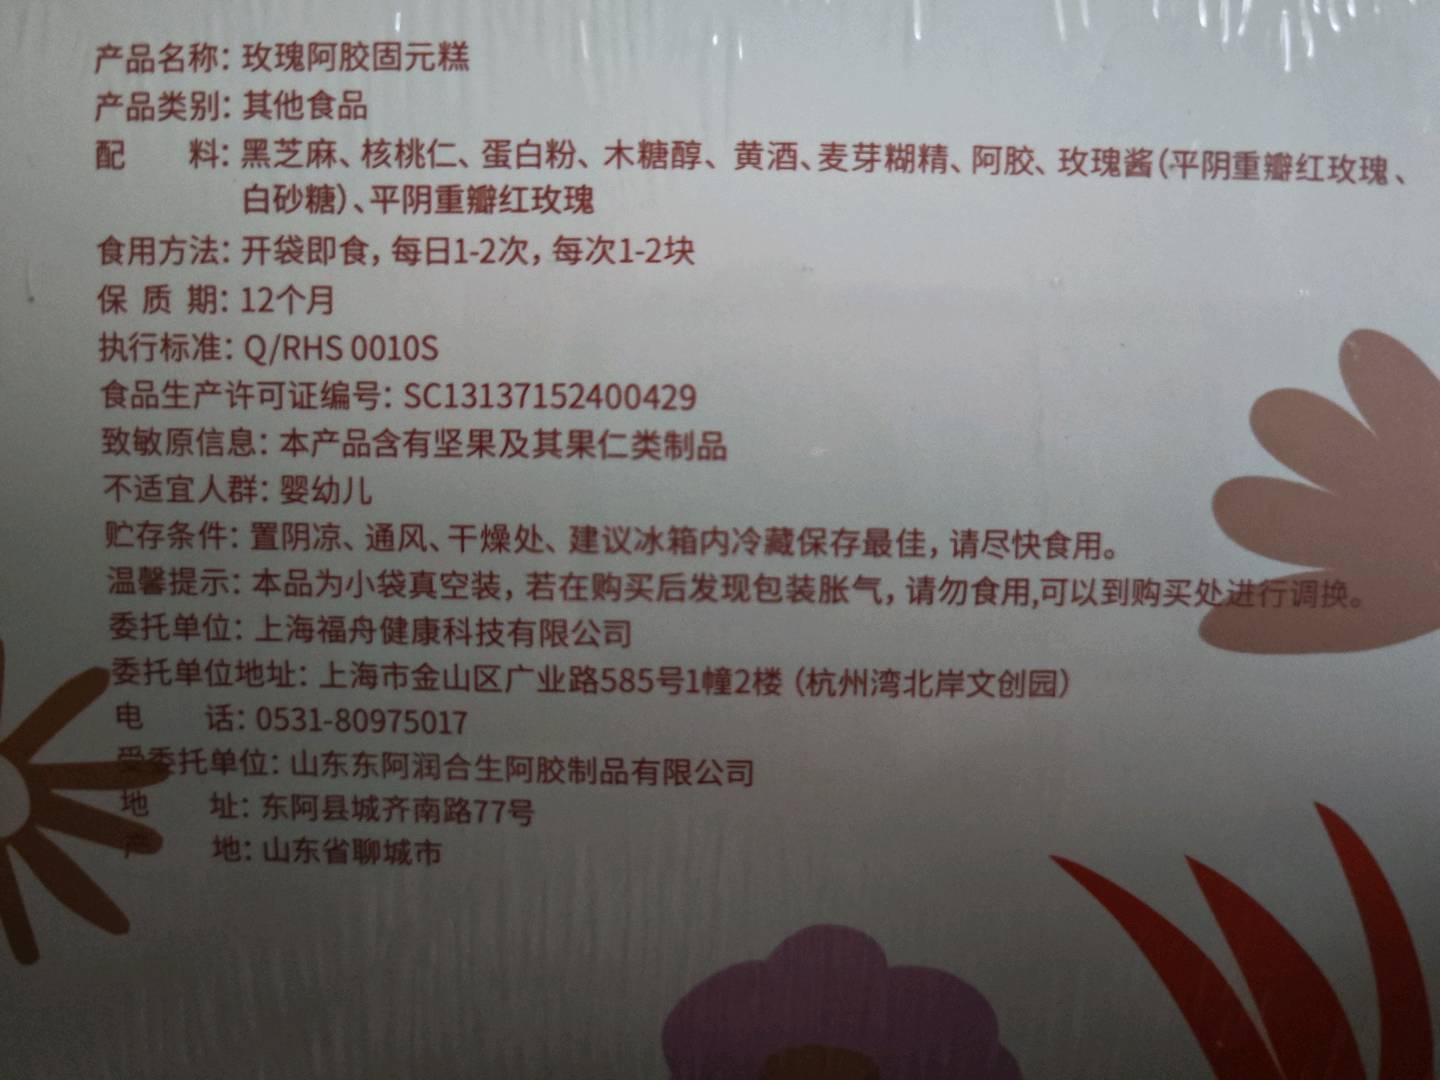 产品名称：玫瑰阿胶固元糕
产品类别：其他食品
配 料：黑芝麻、核桃仁、蛋白粉、木糖醇、黄酒、麦芽糊精、阿胶、玫瑰酱(平阴重瓣红玫瑰、
白砂糖)、平阴重瓣红玫瑰
食用方法：开袋即食，每日1-2次，每次1-2块
保 质 期：12个月
执行标准：Q/RHS 0010S
食品生产许可证编号：SC13137152400429
致敏原信息：本产品含有坚果及其果仁类制品
不适宜人群：婴幼儿
贮存条件：置阴凉、通风、干燥处、建议冰箱内冷藏保存最佳，请尽快食用。
温馨提示：本品为小袋真空装，若在购买后发现包装胀气，请勿食用,可以到购买处进行调换。
委托单位：上海福舟健康科技有限公司
委托单位地址：上海市金山区广业路585号1幢2楼（杭州湾北岸文创园）
电 话：0531-80975017
受委托单位：山东东阿润合生阿胶制品有限公司
地 址：东阿县城齐南路77号
产 地：山东省聊城市